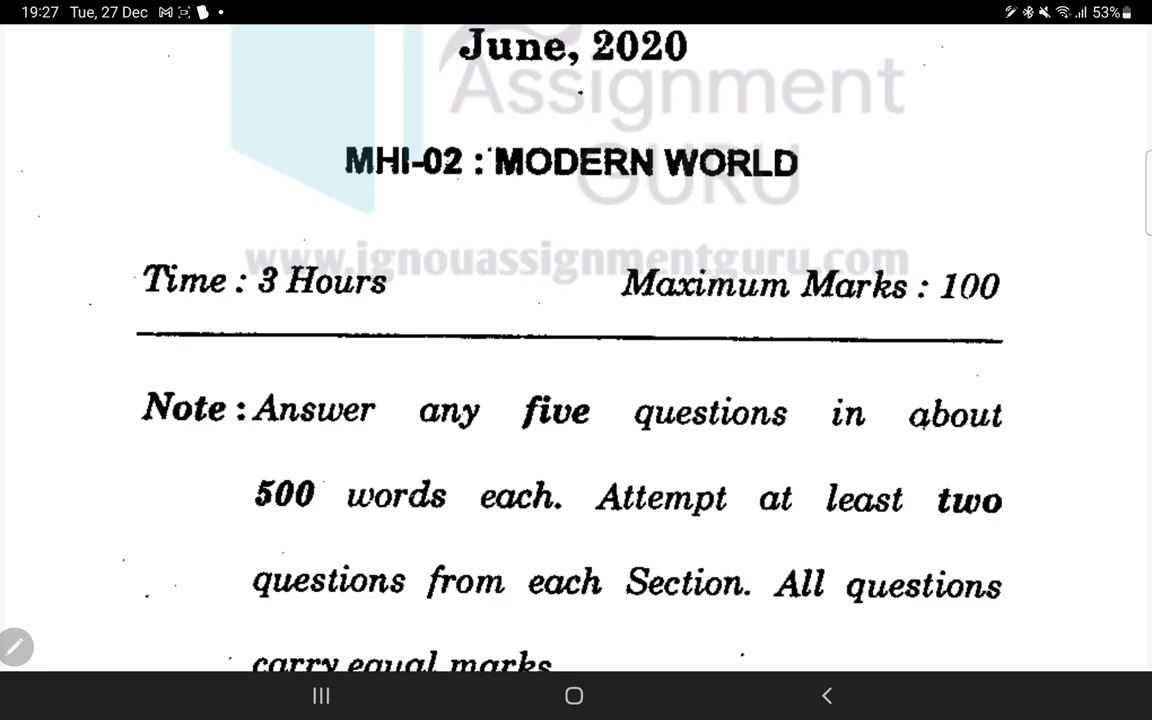 19:27 Tue, 27 Dec
53%
June, 2020
Assignment
GURU
MHI-02 : MODERN WORLD
www.ignouassignmentguru.com
Time : 3 Hours Maximum Marks : 100
Note : Answer any five questions in about
500 words each. Attempt at least two
questions from each Section. All questions
carry equal marks